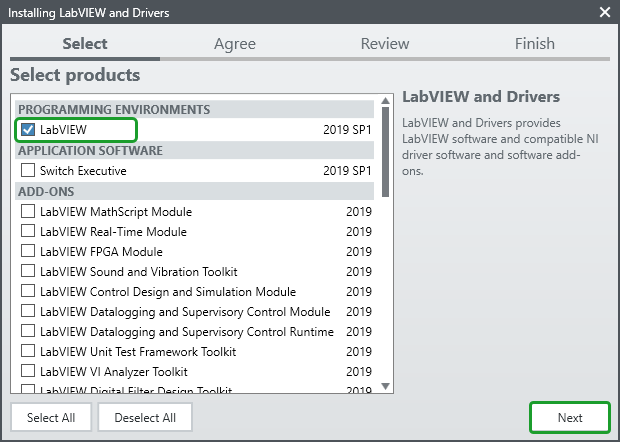 Installing LabVIEW and Drivers
Select Agree Review Finish
Select products
PROGRAMMING ENVIRONMENTS
LabVIEW 2019 SP1
APPLICATION SOFTWARE
Switch Executive 2019 SP1
ADD-ONS
LabVIEW MathScript Module 2019
LabVIEW Real-Time Module 2019
LabVIEW FPGA Module 2019
LabVIEW Sound and Vibration Toolkit 2019
LabVIEW Control Design and Simulation Module 2019
LabVIEW Datalogging and Supervisory Control Module 2019
LabVIEW Datalogging and Supervisory Control Runtime 2019
LabVIEW Unit Test Framework Toolkit 2019
LabVIEW VI Analyzer Toolkit 2019
LabVIEW Digital Filter Design Toolkit 2019
LabVIEW and Drivers
LabVIEW and Drivers provides
LabVIEW software and compatible NI
driver software and software add-
ons.
Select All Deselect All Next